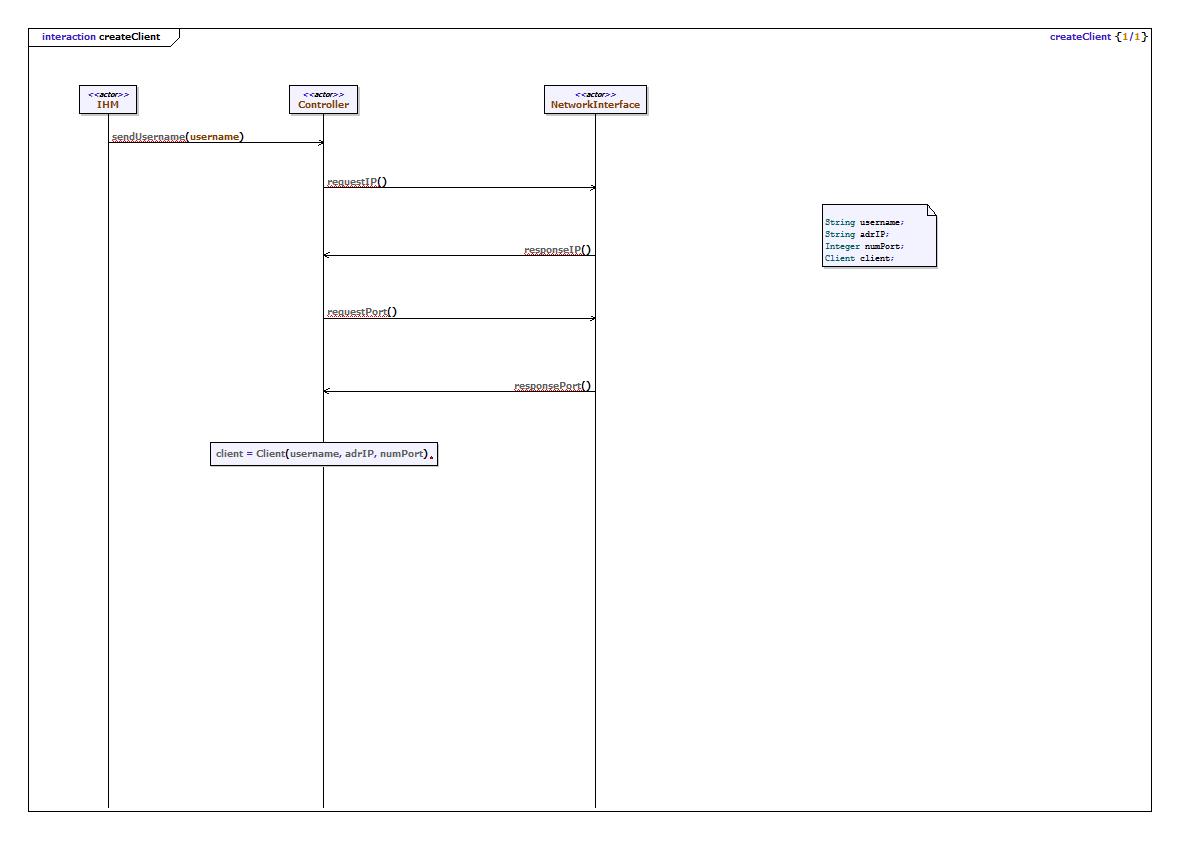 interaction createClient
createClient {1/1}
<<actor>>
IHM
<<actor>>
Controller
<<actor>>
NetworkInterface
sendUsername(username)
requestIP()
String username;
String adrIP;
Integer numPort;
Client client;
responseIP()
requestPort()
responsePort()
client = Client(username, adrIP, numPort)